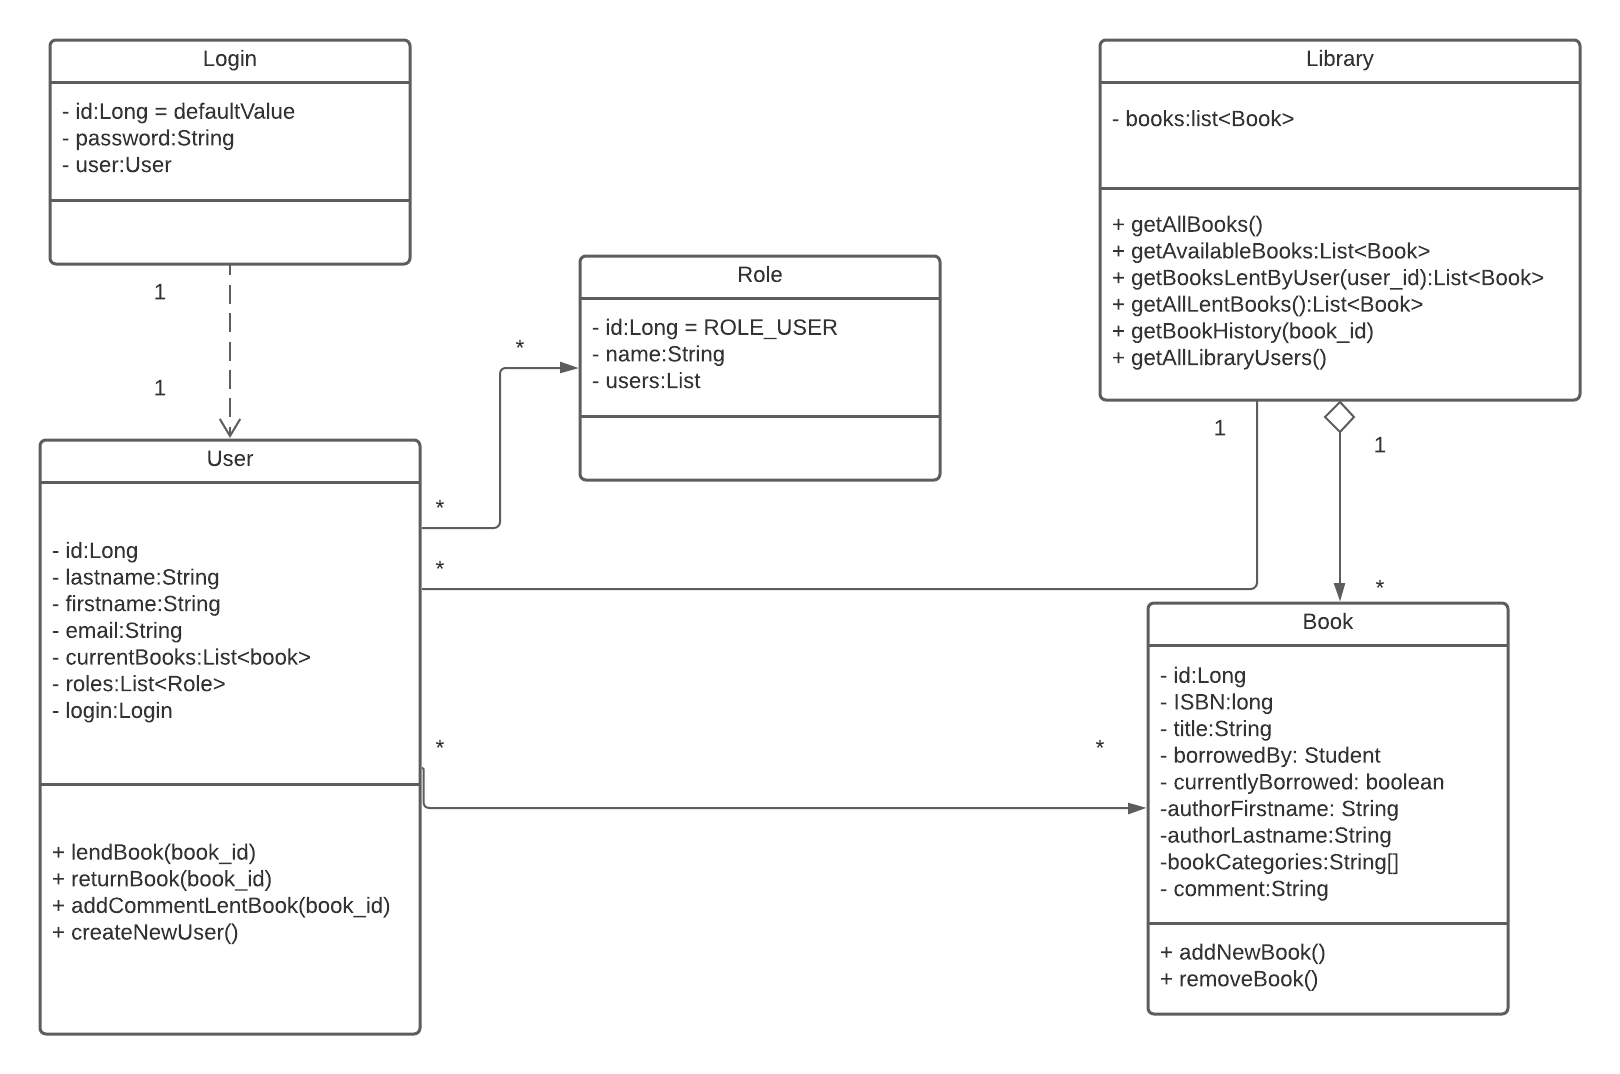 Login
- id:Long = defaultValue
- password:String
- user:User
1
1
Role
- id:Long = ROLE_USER
- name:String
- users:List
*
*
Library
- books:list<Book>
+ getAllBooks()
+ getAvailableBooks:List<Book>
+ getBooksLentByUser(user_id):List<Book>
+ getAllLentBooks():List<Book>
+ getBookHistory(book_id)
+ getAllLibraryUsers()
1
1
*
*
User
- id:Long
- lastname:String
- firstname:String
- email:String
- currentBooks:List<book>
- roles:List<Role>
- login:Login
+ lendBook(book_id)
+ returnBook(book_id)
+ addCommentLentBook(book_id)
+ createNewUser()
*
*
Book
- id:Long
- ISBN:long
- title:String
- borrowedBy: Student
- currentlyBorrowed: boolean
-authorFirstname: String
-authorLastname:String
-bookCategories:String[]
- comment:String
+ addNewBook()
+ removeBook()